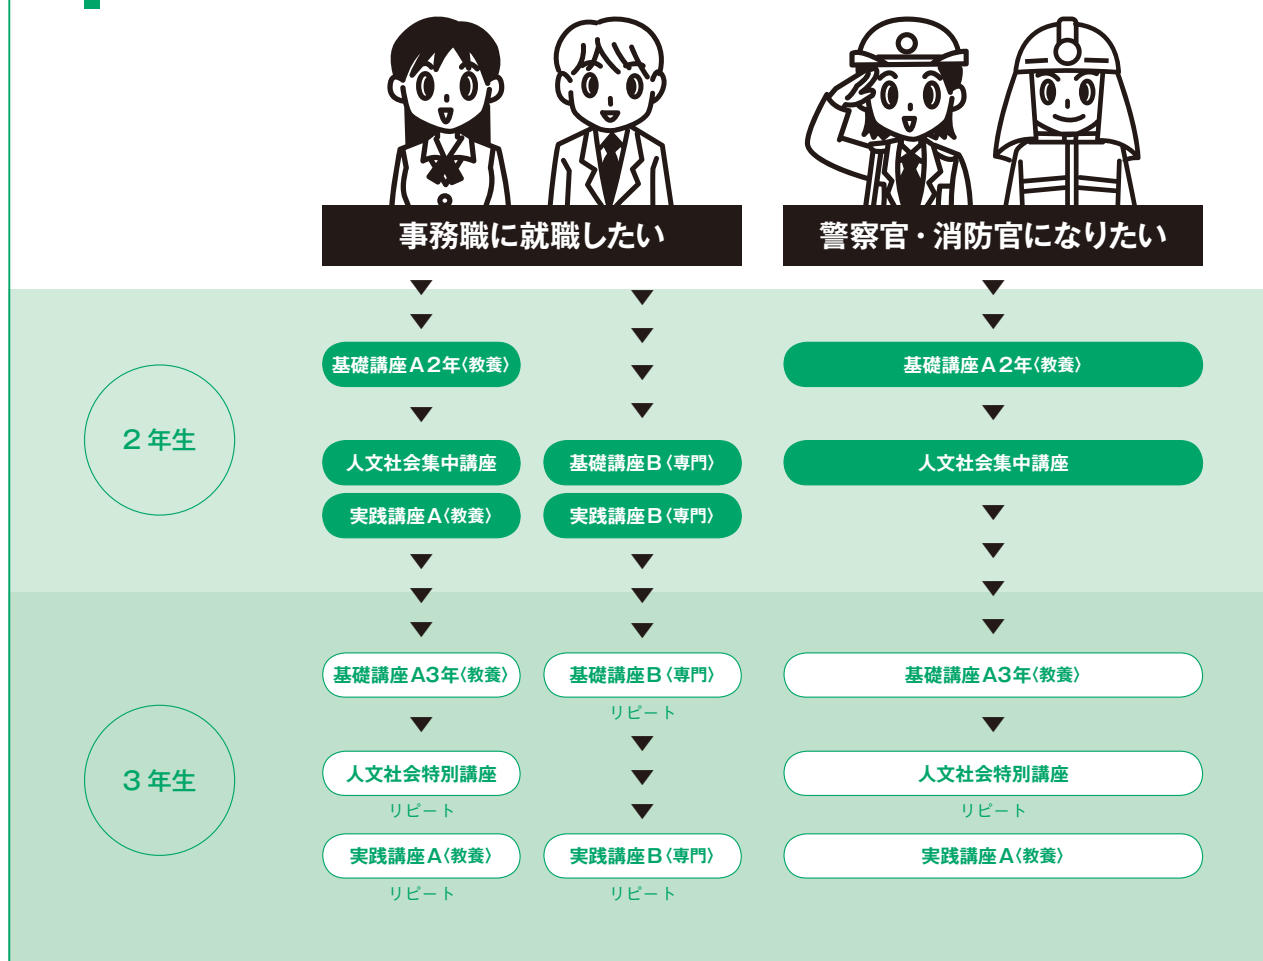 事務職に就職したい
警察官・消防官になりたい
2年生
基礎講座A2年〈教養〉
基礎講座A2年〈教養〉
人文社会集中講座
基礎講座B〈専門〉
人文社会集中講座
実践講座A〈教養〉
実践講座B〈専門〉
3年生
基礎講座A3年〈教養〉
基礎講座B〈専門〉
基礎講座A3年〈教養〉
リピート
人文社会特別講座
人文社会特別講座
リピート
リピート
実践講座A〈教養〉
実践講座B〈専門〉
実践講座A〈教養〉
リピート
リピート